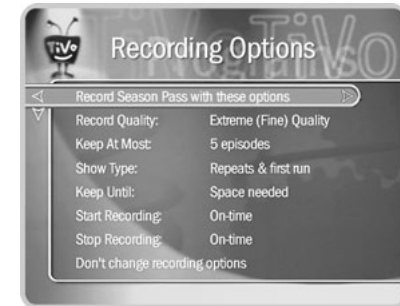 TiVo
Recording Options
Record Season Pass with these options
Record Quality: Extreme (Fine) Quality
Keep At Most: 5 episodes
Show Type: Repeats & first run
Keep Until: Space needed
Start Recording: On-time
Stop Recording: On-time
Don't change recording options